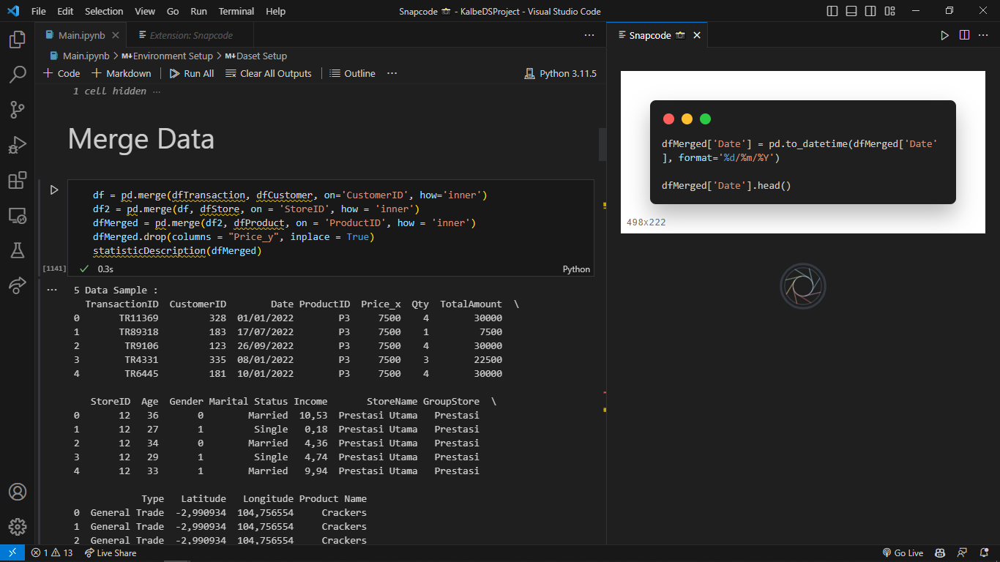 File Edit Selection View Go Run Terminal Help Snapcode - KalbeDSProject - Visual Studio Code
Main.ipynb Extension: Snapcode
Main.ipynb > M↓Environment Setup > M↓Daset Setup
Code Markdown Run All Clear All Outputs Outline ... Python 3.11.5
1 cell hidden ...
Merge Data
df = pd.merge(dfTransaction, dfCustomer, on='CustomerID', how='inner')
df2 = pd.merge(df, dfStore, on = 'StoreID', how = 'inner')
dfMerged = pd.merge(df2, dfProduct, on = 'ProductID', how = 'inner')
dfMerged.drop(columns = "Price_y", inplace = True)
statisticDescription(dfMerged)
[1141] 0.3s Python
... 5 Data Sample :
TransactionID CustomerID Date ProductID Price_x Qty TotalAmount \
0 TR11369 328 01/01/2022 P3 7500 4 30000
1 TR89318 183 17/07/2022 P3 7500 1 7500
2 TR9106 123 26/09/2022 P3 7500 4 30000
3 TR4331 335 08/01/2022 P3 7500 3 22500
4 TR6445 181 10/01/2022 P3 7500 4 30000
StoreID Age Gender Marital Status Income StoreName GroupStore \
0 12 36 0 Married 10,53 Prestasi Utama Prestasi
1 12 27 1 Single 0,18 Prestasi Utama Prestasi
2 12 34 0 Married 4,36 Prestasi Utama Prestasi
3 12 29 1 Single 4,74 Prestasi Utama Prestasi
4 12 33 1 Married 9,94 Prestasi Utama Prestasi
Type Latitude Longitude Product Name
0 General Trade -2,990934 104,756554 Crackers
1 General Trade -2,990934 104,756554 Crackers
2 General Trade -2,990934 104,756554 Crackers
Snapcode
dfMerged['Date'] = pd.to_datetime(dfMerged['Date'
], format='%d/%m/%Y')
dfMerged['Date'].head()
498x222
1 13 Live Share Go Live